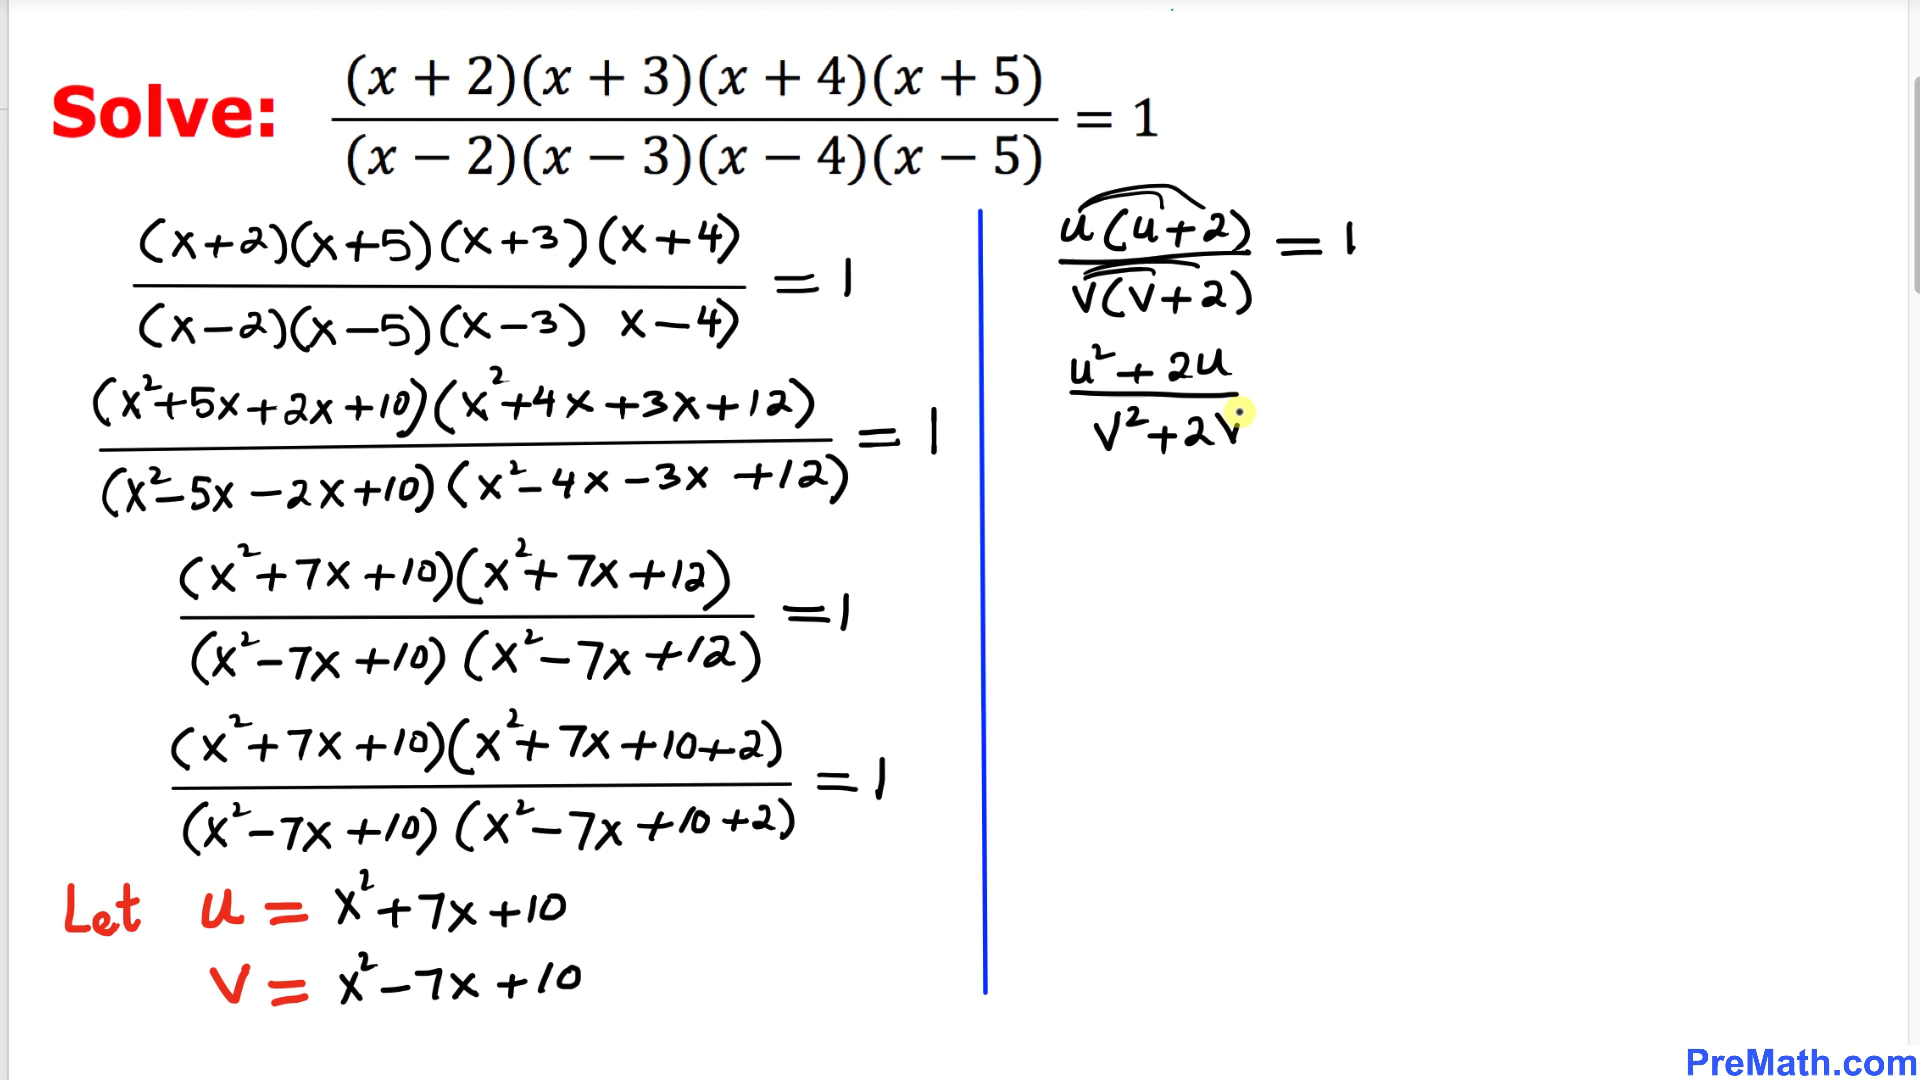 Solve: (x + 2)(x + 3)(x + 4)(x + 5)
(x − 2)(x − 3)(x − 4)(x − 5) = 1
(x+2)(x+5)(x+3)(x+4)
(x−2)(x−5)(x−3) x−4) = 1
(x²+5x+2x+10)(x²+4x+3x+12)
(x²−5x−2x+10)(x²−4x−3x+12) = 1
(x²+7x+10)(x²+7x+12)
(x²−7x+10)(x²−7x+12) = 1
(x²+7x+10)(x²+7x+10+2)
(x²−7x+10)(x²−7x+10+2) = 1
Let u = x²+7x+10
v = x²−7x+10
u(u+2)
v(v+2) = 1
u²+2u
v²+2v
PreMath.com